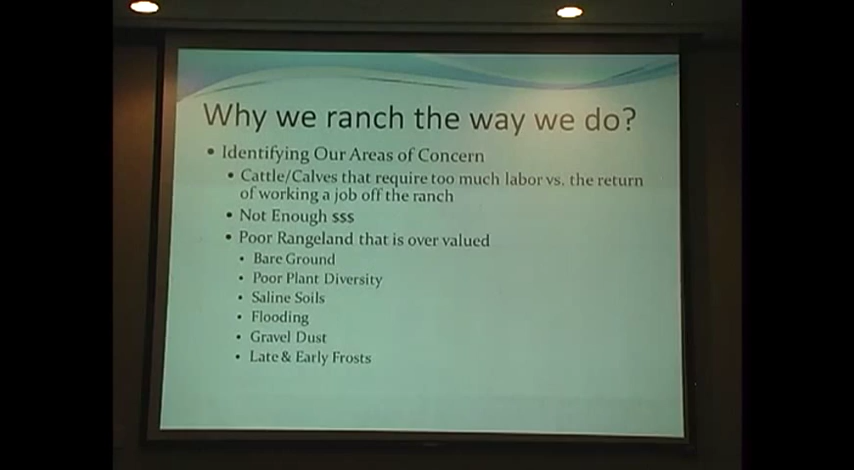 Why we ranch the way we do?
• Identifying Our Areas of Concern
• Cattle/Calves that require too much labor vs. the return
of working a job off the ranch
• Not Enough $$$
• Poor Rangeland that is over valued
• Bare Ground
• Poor Plant Diversity
• Saline Soils
• Flooding
• Gravel Dust
• Late & Early Frosts